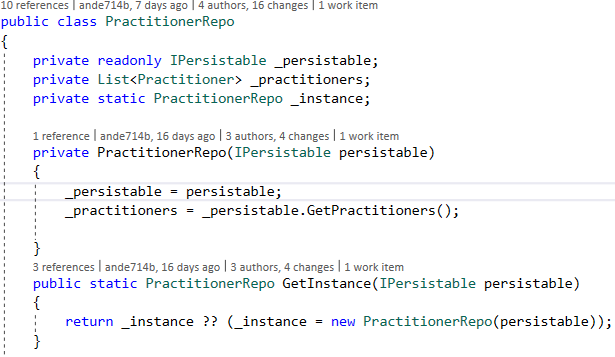 10 references | ande714b, 7 days ago | 4 authors, 16 changes | 1 work item
public class PractitionerRepo
{
private readonly IPersistable _persistable;
private List<Practitioner> _practitioners;
private static PractitionerRepo _instance;
1 reference | ande714b, 16 days ago | 3 authors, 4 changes | 1 work item
private PractitionerRepo(IPersistable persistable)
{
_persistable = persistable;
_practitioners = _persistable.GetPractitioners();
}
3 references | ande714b, 16 days ago | 3 authors, 4 changes | 1 work item
public static PractitionerRepo GetInstance(IPersistable persistable)
{
return _instance ?? (_instance = new PractitionerRepo(persistable));
}